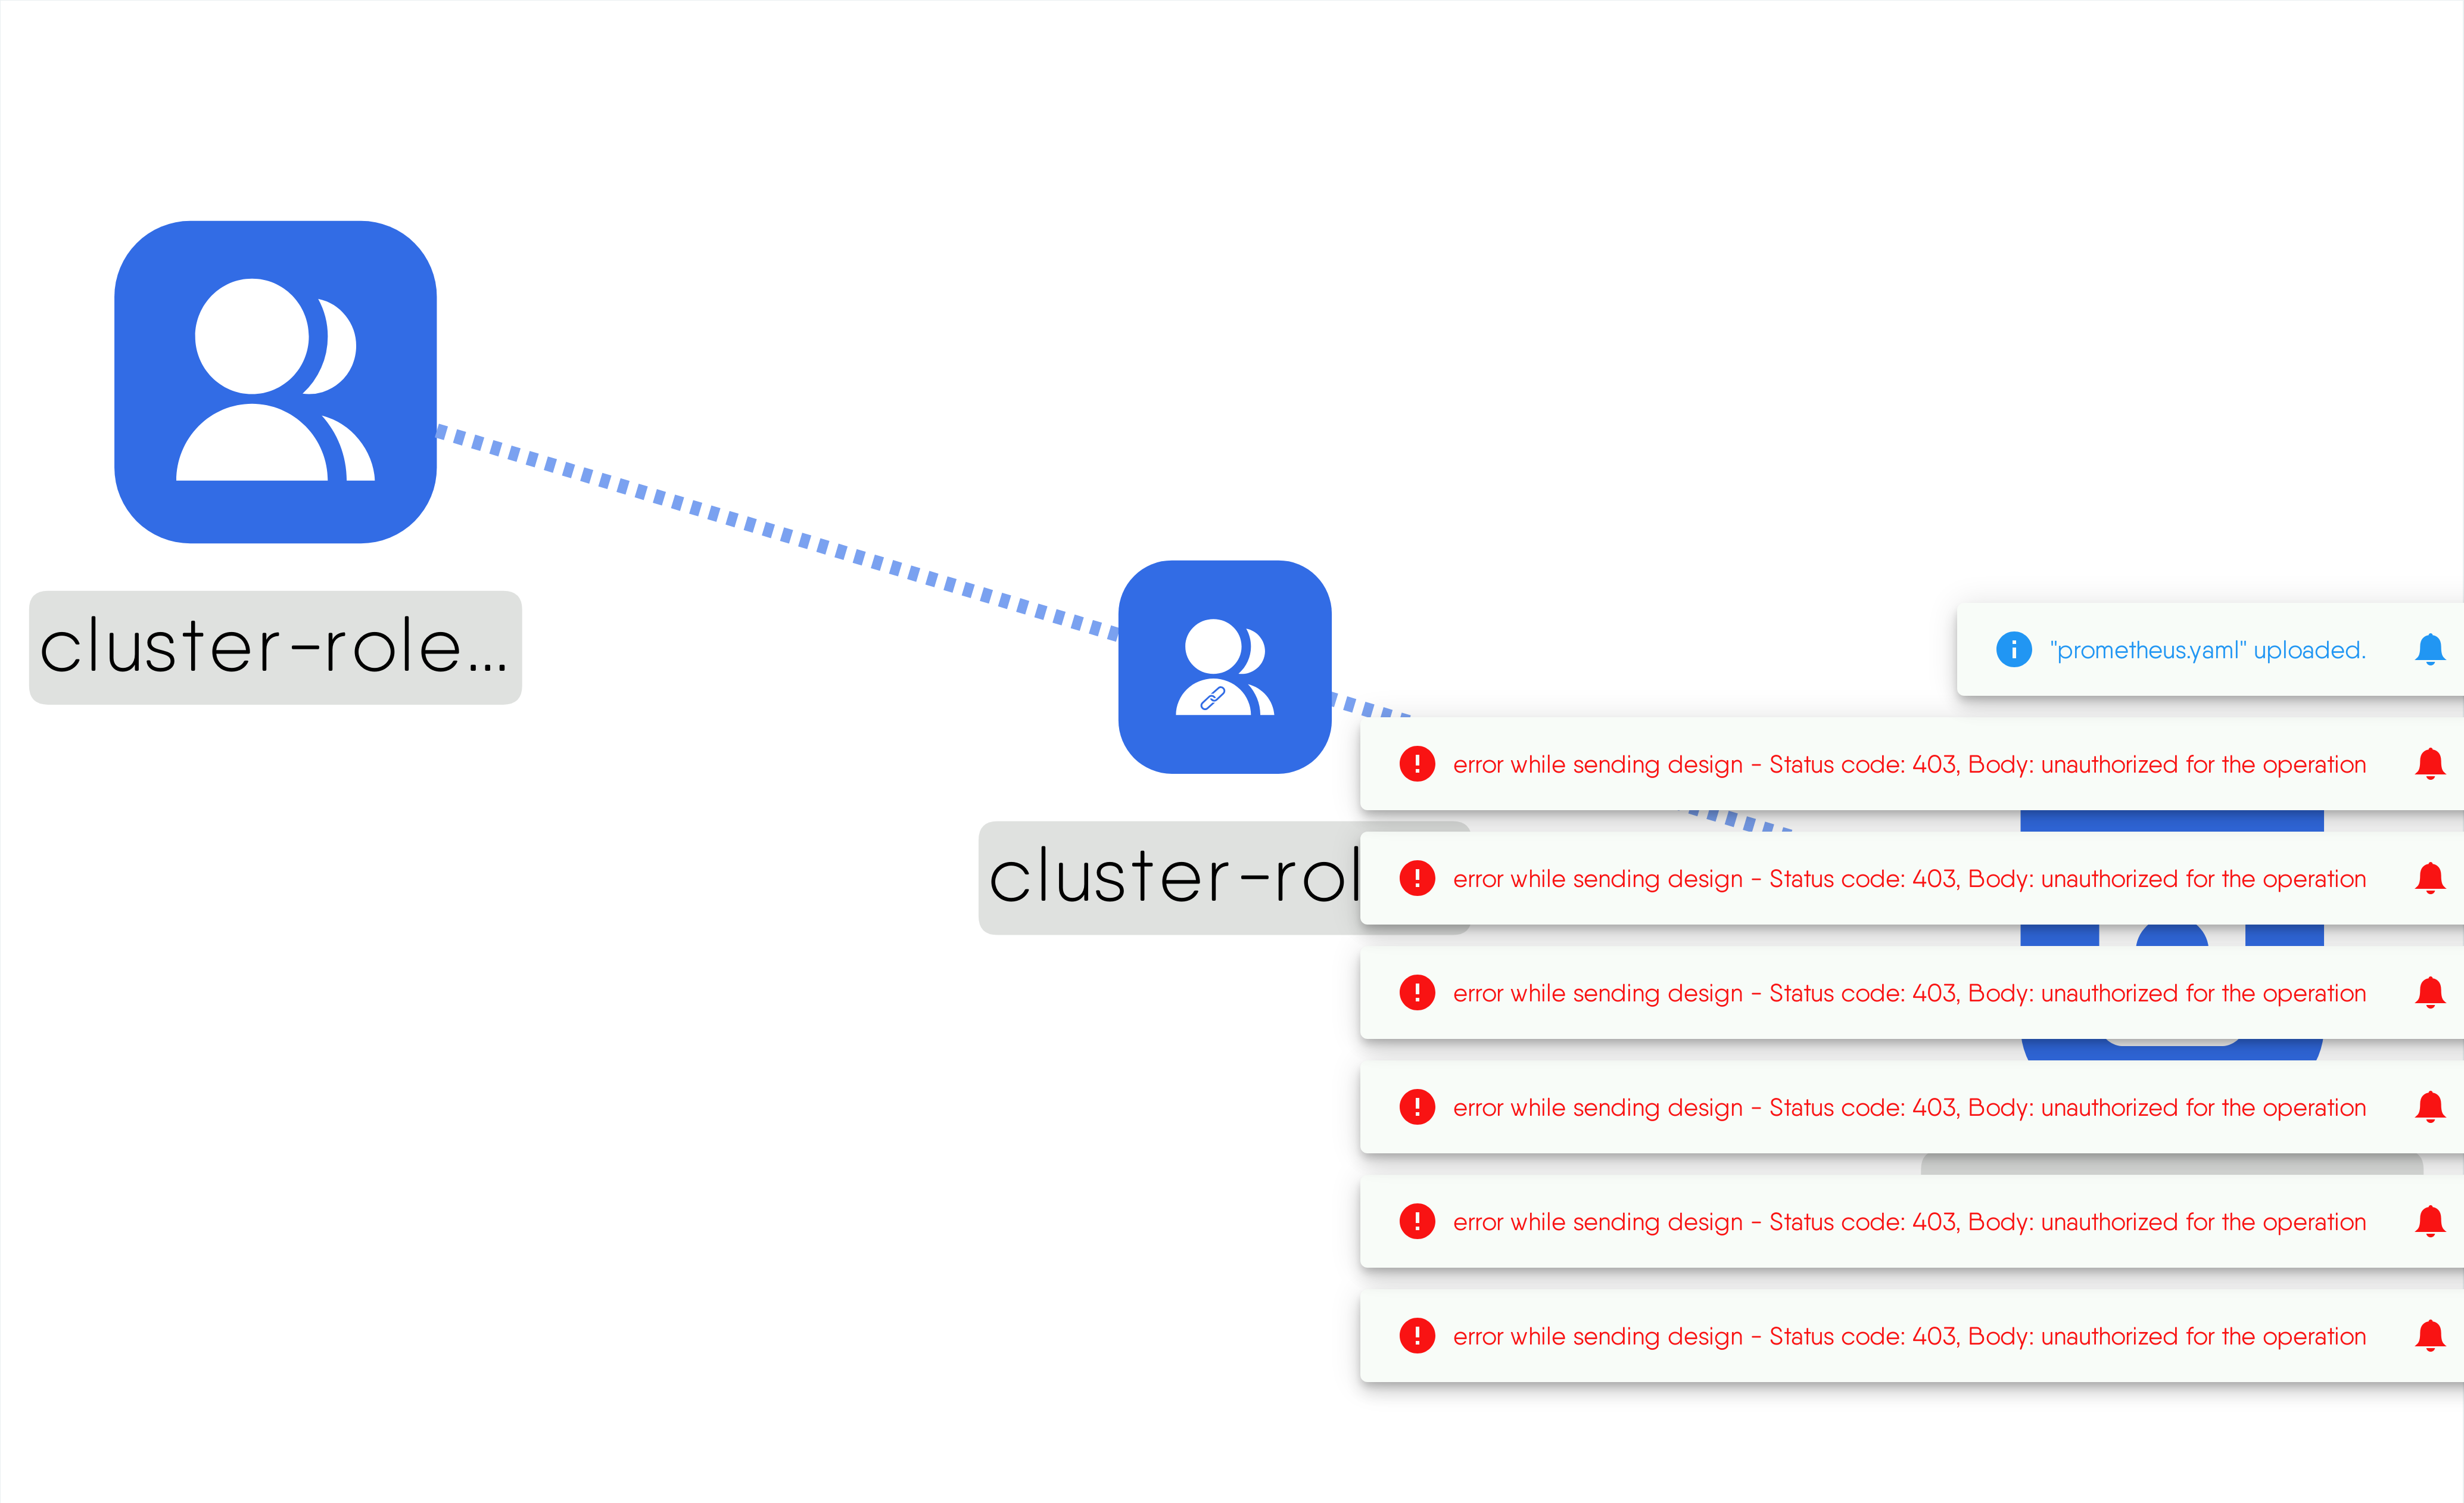 cluster-role...
"prometheus.yaml" uploaded.
error while sending design - Status code: 403, Body: unauthorized for the operation
cluster-rol
error while sending design - Status code: 403, Body: unauthorized for the operation
error while sending design - Status code: 403, Body: unauthorized for the operation
error while sending design - Status code: 403, Body: unauthorized for the operation
error while sending design - Status code: 403, Body: unauthorized for the operation
error while sending design - Status code: 403, Body: unauthorized for the operation